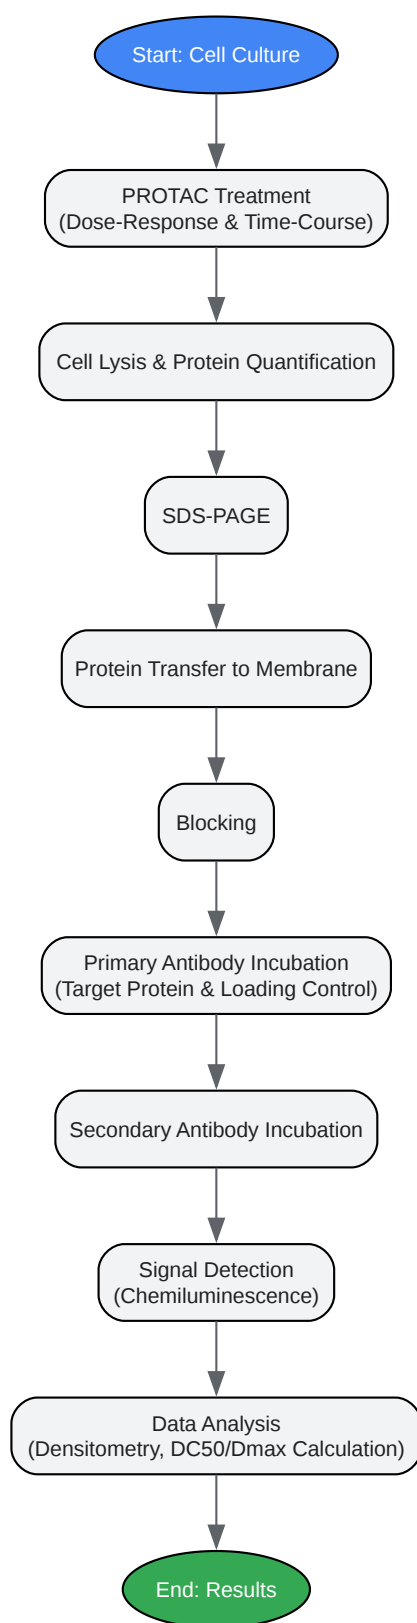 Start: Cell Culture
PROTAC Treatment
(Dose-Response & Time-Course)
Cell Lysis & Protein Quantification
SDS-PAGE
Protein Transfer to Membrane
Blocking
Primary Antibody Incubation
(Target Protein & Loading Control)
Secondary Antibody Incubation
Signal Detection
(Chemiluminescence)
Data Analysis
(Densitometry, DC50/Dmax Calculation)
End: Results